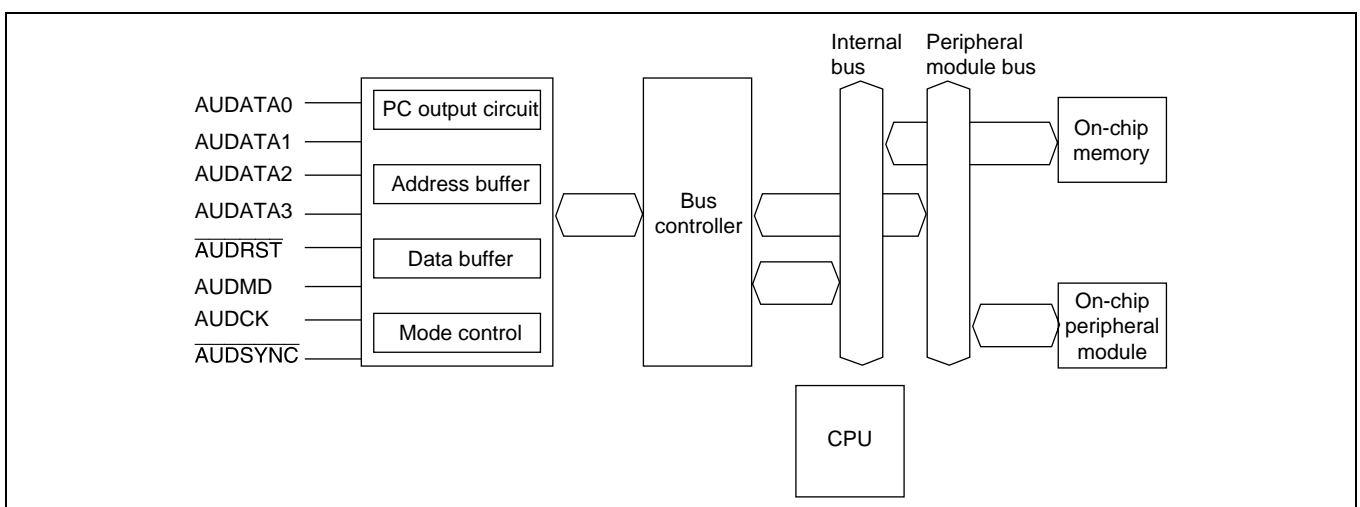 Internal
bus
Peripheral
module bus
AUDATA0
AUDATA1
AUDATA2
AUDATA3
AUDRST
AUDMD
AUDCK
AUDSYNC
PC output circuit
Address buffer
Data buffer
Mode control
Bus
controller
On-chip
memory
On-chip
peripheral
module
CPU